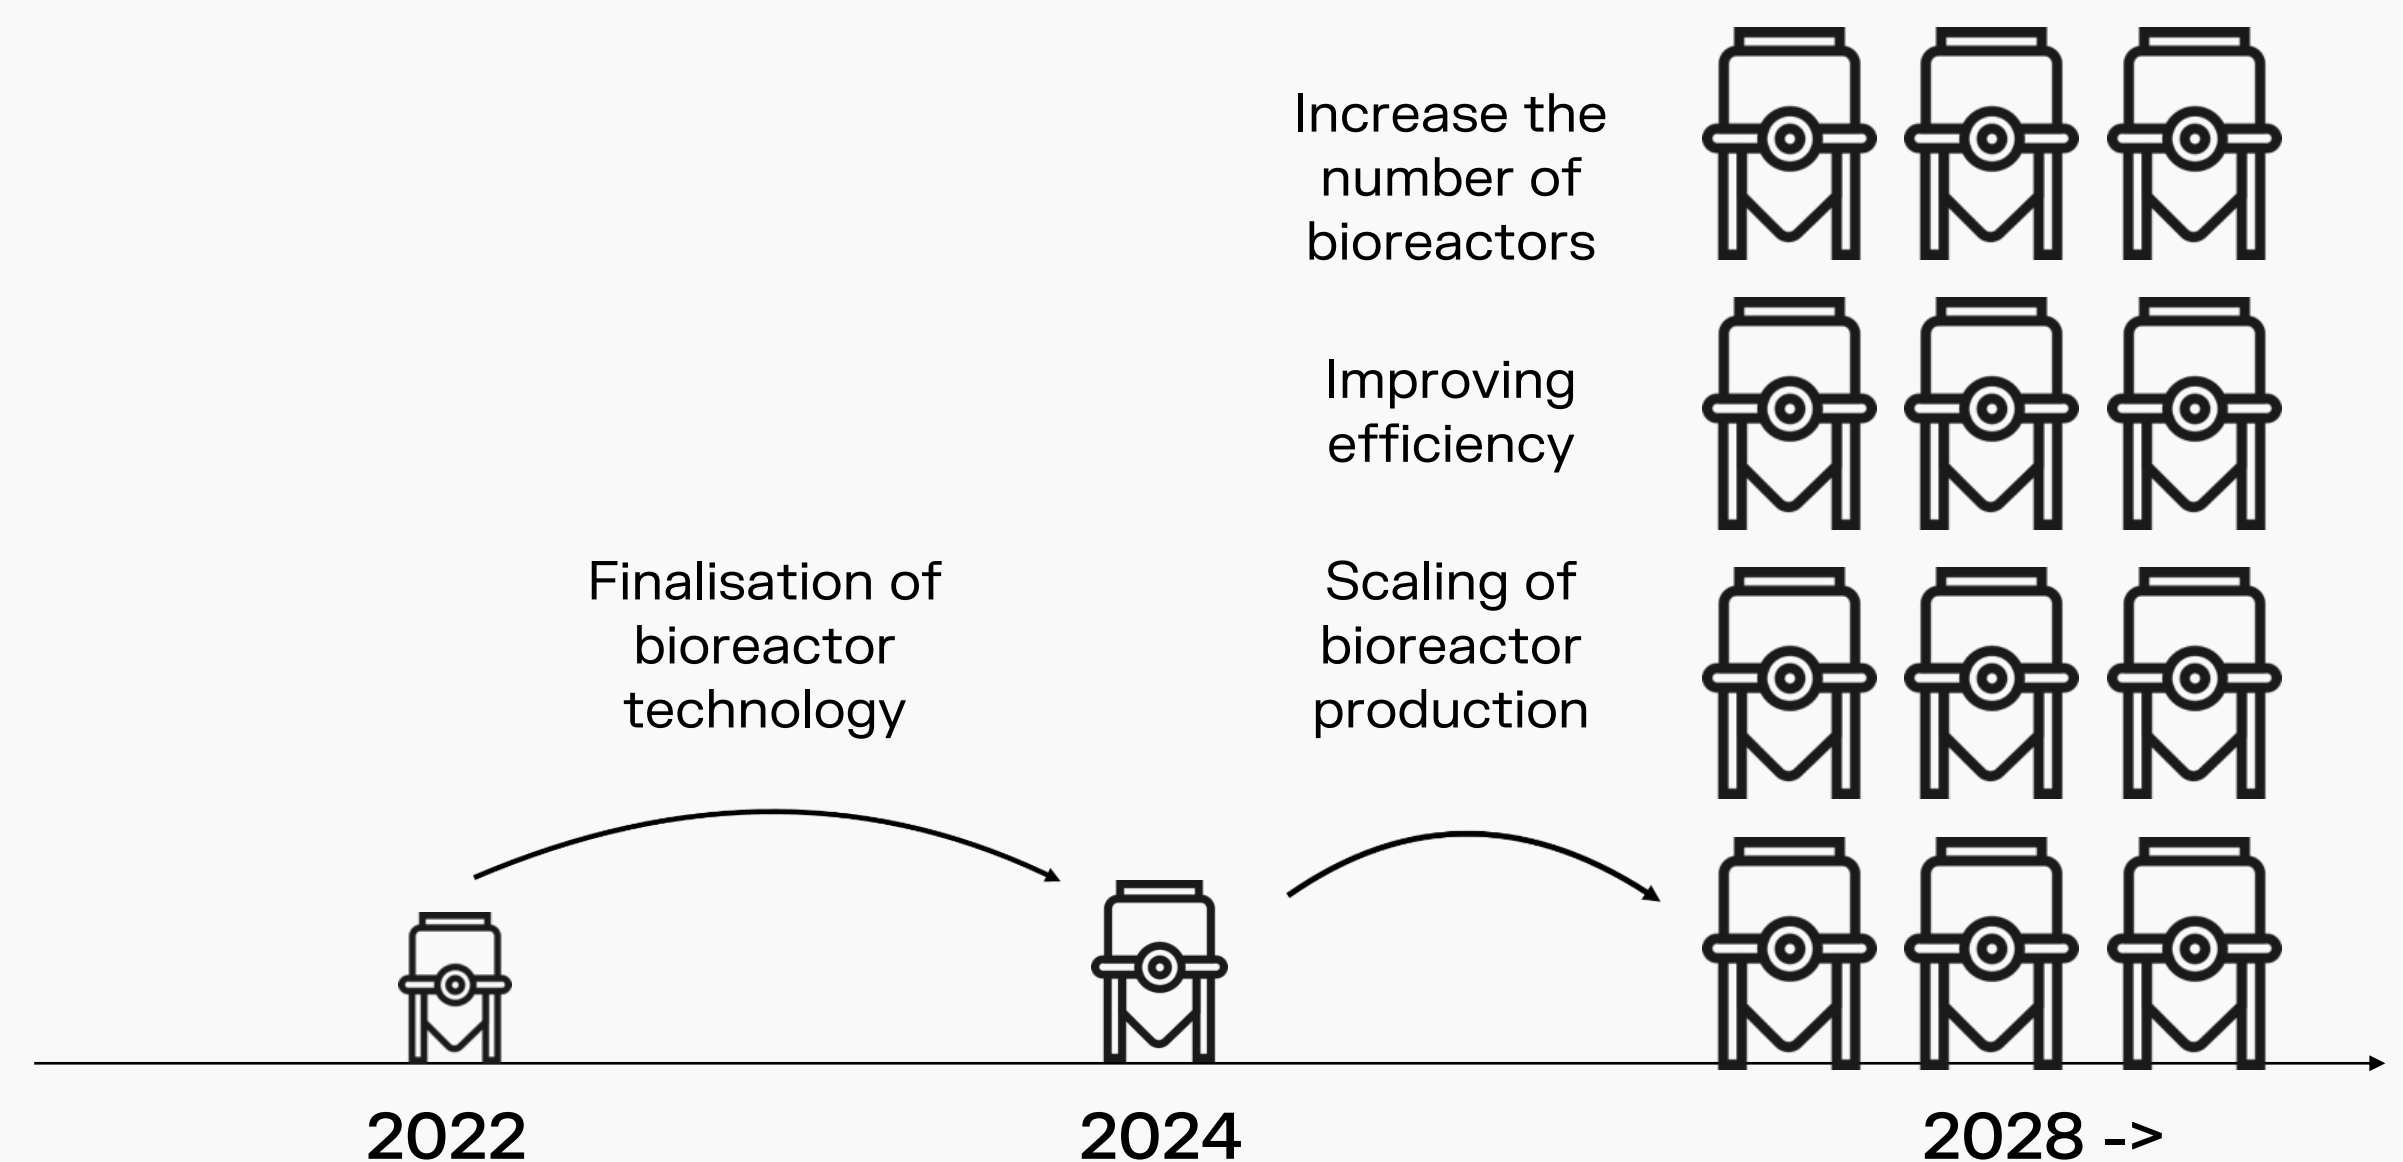 Increase the
number of
bioreactors
Improving
efficiency
Finalisation of
bioreactor
technology
Scaling of
bioreactor
production
2022
2024
2028 ->